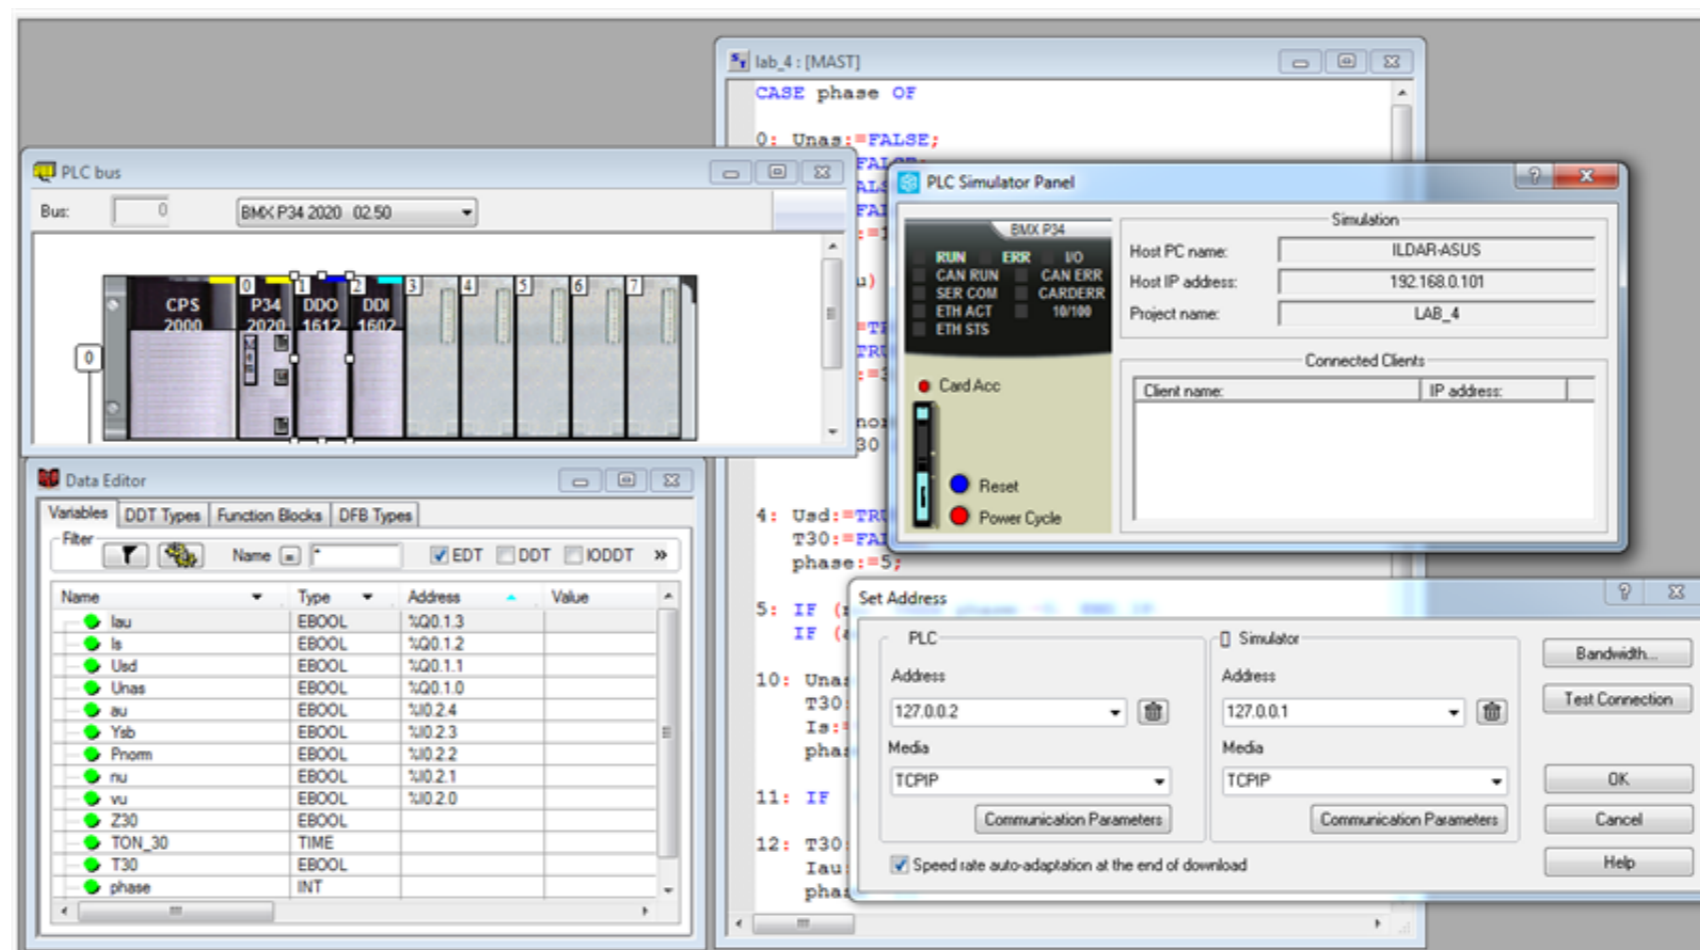 lab_4 : [MAST]
CASE phase OF
0: Unas:=FALSE;
4: Usd:=TRU
T30:=FAL
phase:=5;
5: IF (
IF (
10: Unas
T30:
Is:=
phas
11: IF
12: T30:
Iau:
phas
PLC bus
Bus: 0 BMX P34 2020 02.50
0 1 2 3 4 5 6 7
CPS P34 DDO DDI
2000 2020 1612 1602
0
Data Editor
Variables DDT Types Function Blocks DFB Types
Filter
Name = * EDT DDT IODDT »
Name Type Address Value
Iau EBOOL %Q0.1.3
Is EBOOL %Q0.1.2
Usd EBOOL %Q0.1.1
Unas EBOOL %Q0.1.0
au EBOOL %I0.2.4
Ysb EBOOL %I0.2.3
Pnorm EBOOL %I0.2.2
nu EBOOL %I0.2.1
vu EBOOL %I0.2.0
Z30 EBOOL
TON_30 TIME
T30 EBOOL
phase INT
PLC Simulator Panel
BMX P34
RUN ERR I/O
CAN RUN CAN ERR
SER COM CARDERR
ETH ACT 10/100
ETH STS
Card Acc
Reset
Power Cycle
Simulation
Host PC name: ILDAR-ASUS
Host IP address: 192.168.0.101
Project name: LAB_4
Connected Clients
Client name: IP address:
Set Address
PLC
Address
127.0.0.2
Media
TCPIP
Communication Parameters
Simulator
Address
127.0.0.1
Media
TCPIP
Communication Parameters
Speed rate auto-adaptation at the end of download
Bandwidth...
Test Connection
OK
Cancel
Help